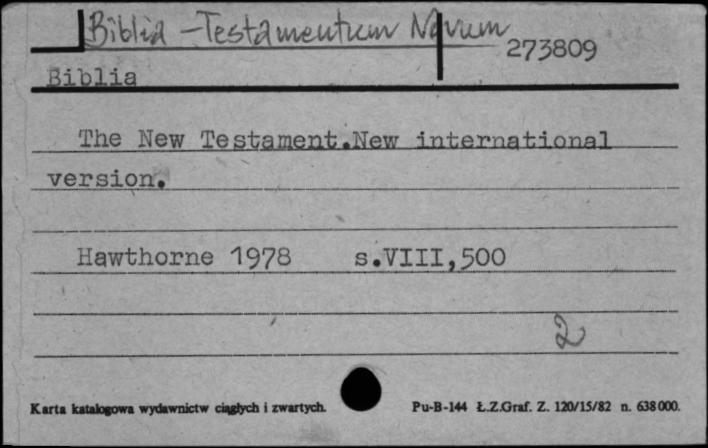 Biblia - Testamentum Novum
273809
Biblia
The New Testament.New international
version.
Hawthorne 1978 s.VIII,500
2
Karta katalogowa wydawnictw ciągłych i zwartych. Pu-B-144 Ł.Z.Graf. Z. 120/15/82 n. 638000.